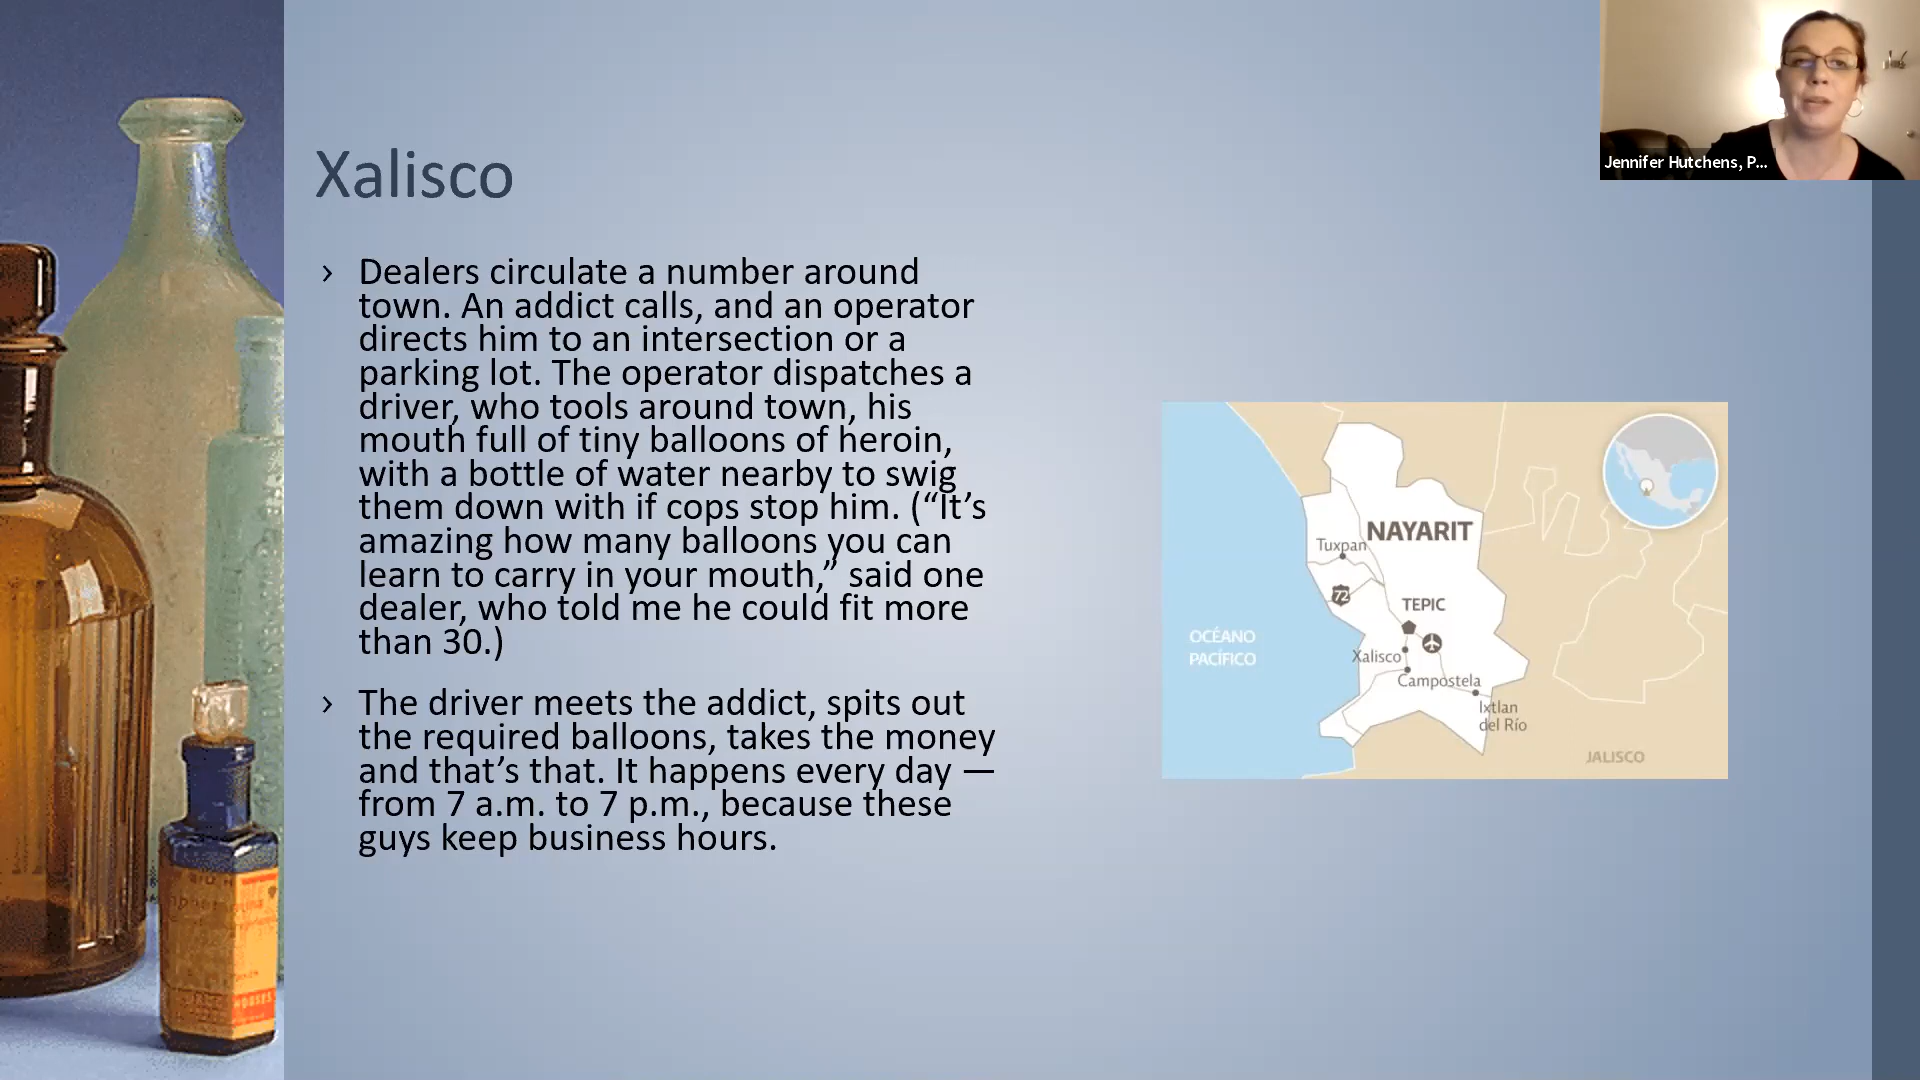 Jennifer Hutchens, P...
Xalisco
› Dealers circulate a number around
town. An addict calls, and an operator
directs him to an intersection or a
parking lot. The operator dispatches a
driver, who tools around town, his
mouth full of tiny balloons of heroin,
with a bottle of water nearby to swig
them down with if cops stop him. (“It’s
amazing how many balloons you can
learn to carry in your mouth,” said one
dealer, who told me he could fit more
than 30.)
› The driver meets the addict, spits out
the required balloons, takes the money
and that’s that. It happens every day —
from 7 a.m. to 7 p.m., because these
guys keep business hours.
NAYARIT
Tuxpan
72
TEPIC
OCÉANO
PACÍFICO
Xalisco
Campostela
Ixtlan
del Río
JALISCO
HOUSES